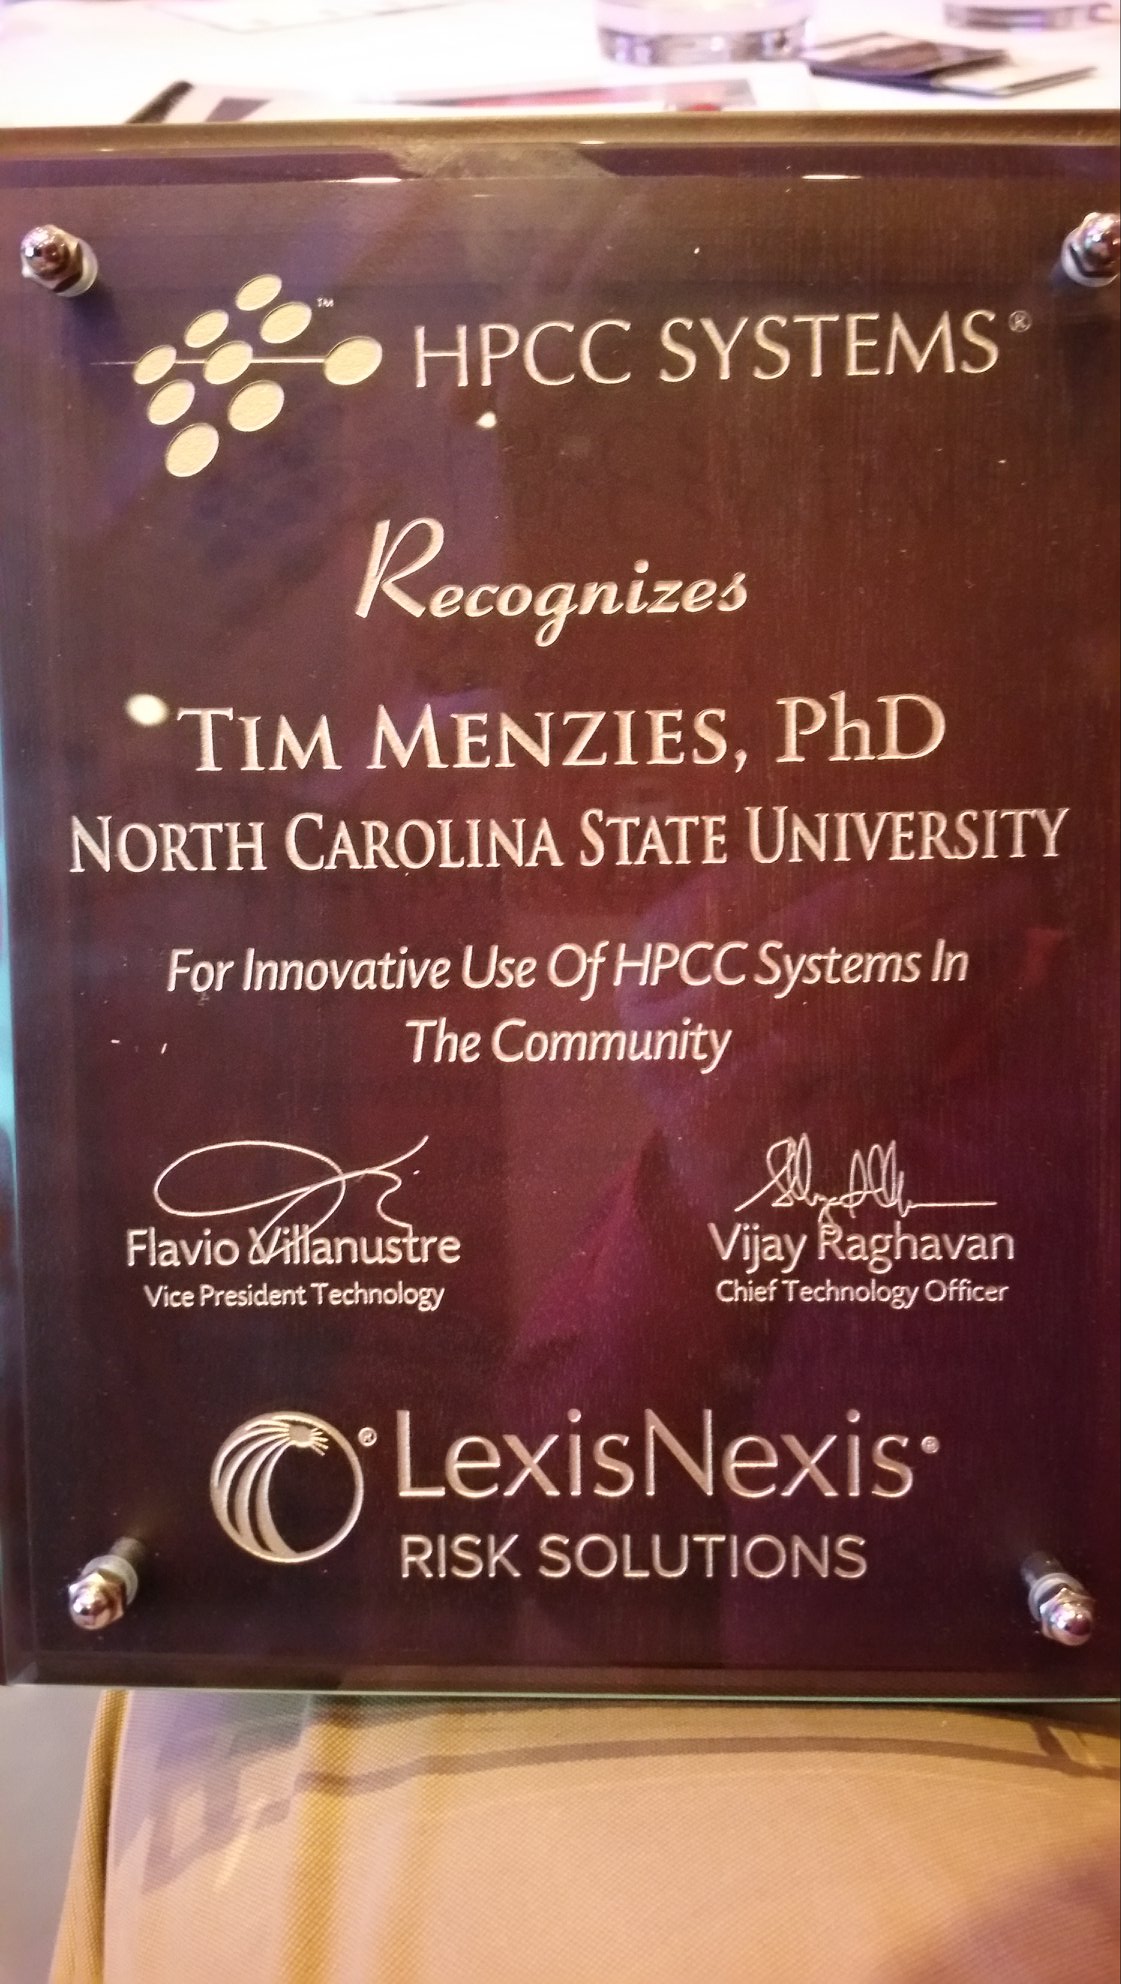 ™ HPCC SYSTEMS®
Recognizes
TIM MENZIES, PhD
NORTH CAROLINA STATE UNIVERSITY
For Innovative Use Of HPCC Systems In
The Community
Flavio Villanustre
Vice President Technology
Vijay Raghavan
Chief Technology Officer
® LexisNexis®
RISK SOLUTIONS